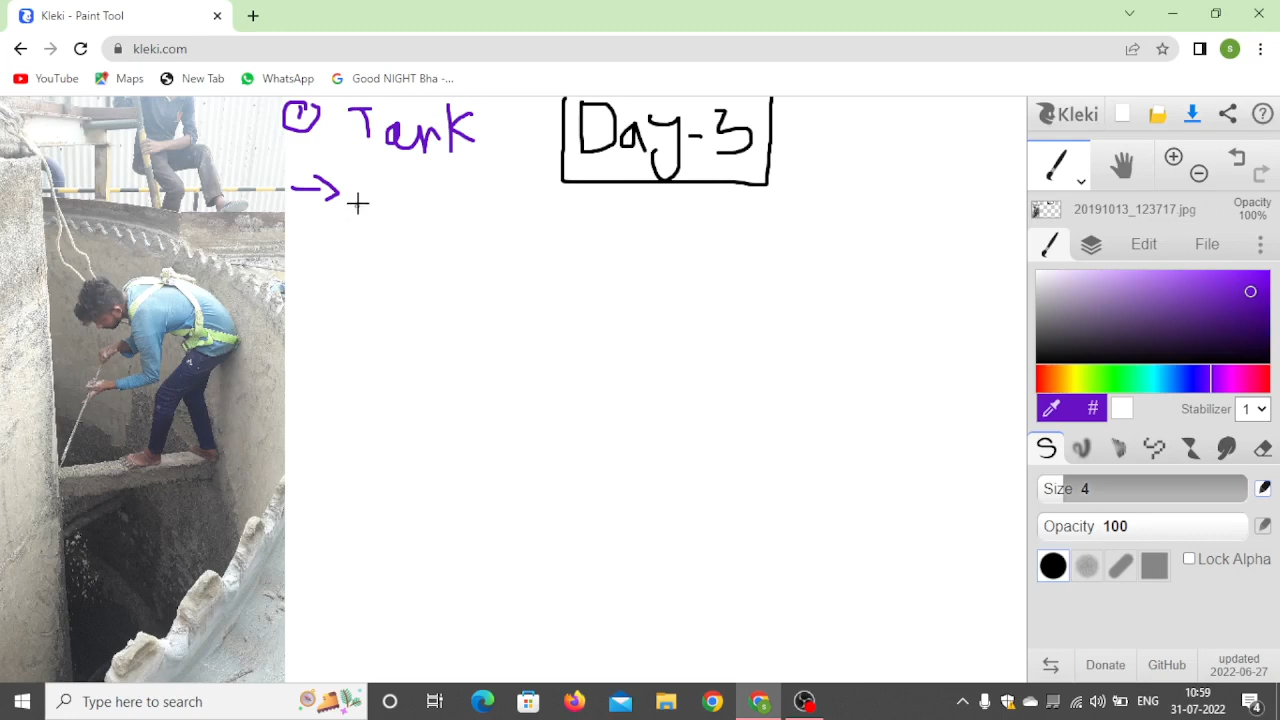 Kleki - Paint Tool
kleki.com
YouTube
Maps
New Tab
WhatsApp
Good NIGHT Bha -...
S
① Tank
Day-3
→
Kleki
20191013_123717.jpg
Opacity
100%
Edit
File
#
Stabilizer
1
Size 4
Opacity 100
Lock Alpha
Donate
GitHub
updated
2022-06-27
Type here to search
ENG
10:59
31-07-2022
4